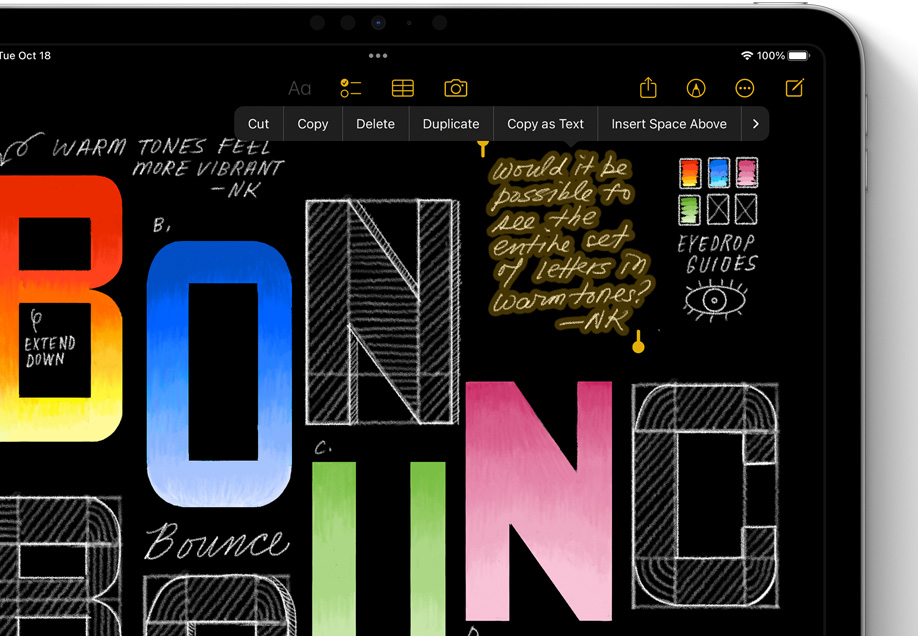 Tue Oct 18
100%
Aa
Cut Copy Delete Duplicate Copy as Text Insert Space Above
WARM TONES FEEL
MORE VIBRANT
—NK
B.
B
EXTEND
DOWN
O
N
Would it be
possible to
see the
entire set
of letters in
warm tones?
—NK
EYEDROP
GUIDES
C.
U
N
C
Bounce
D.
B
O